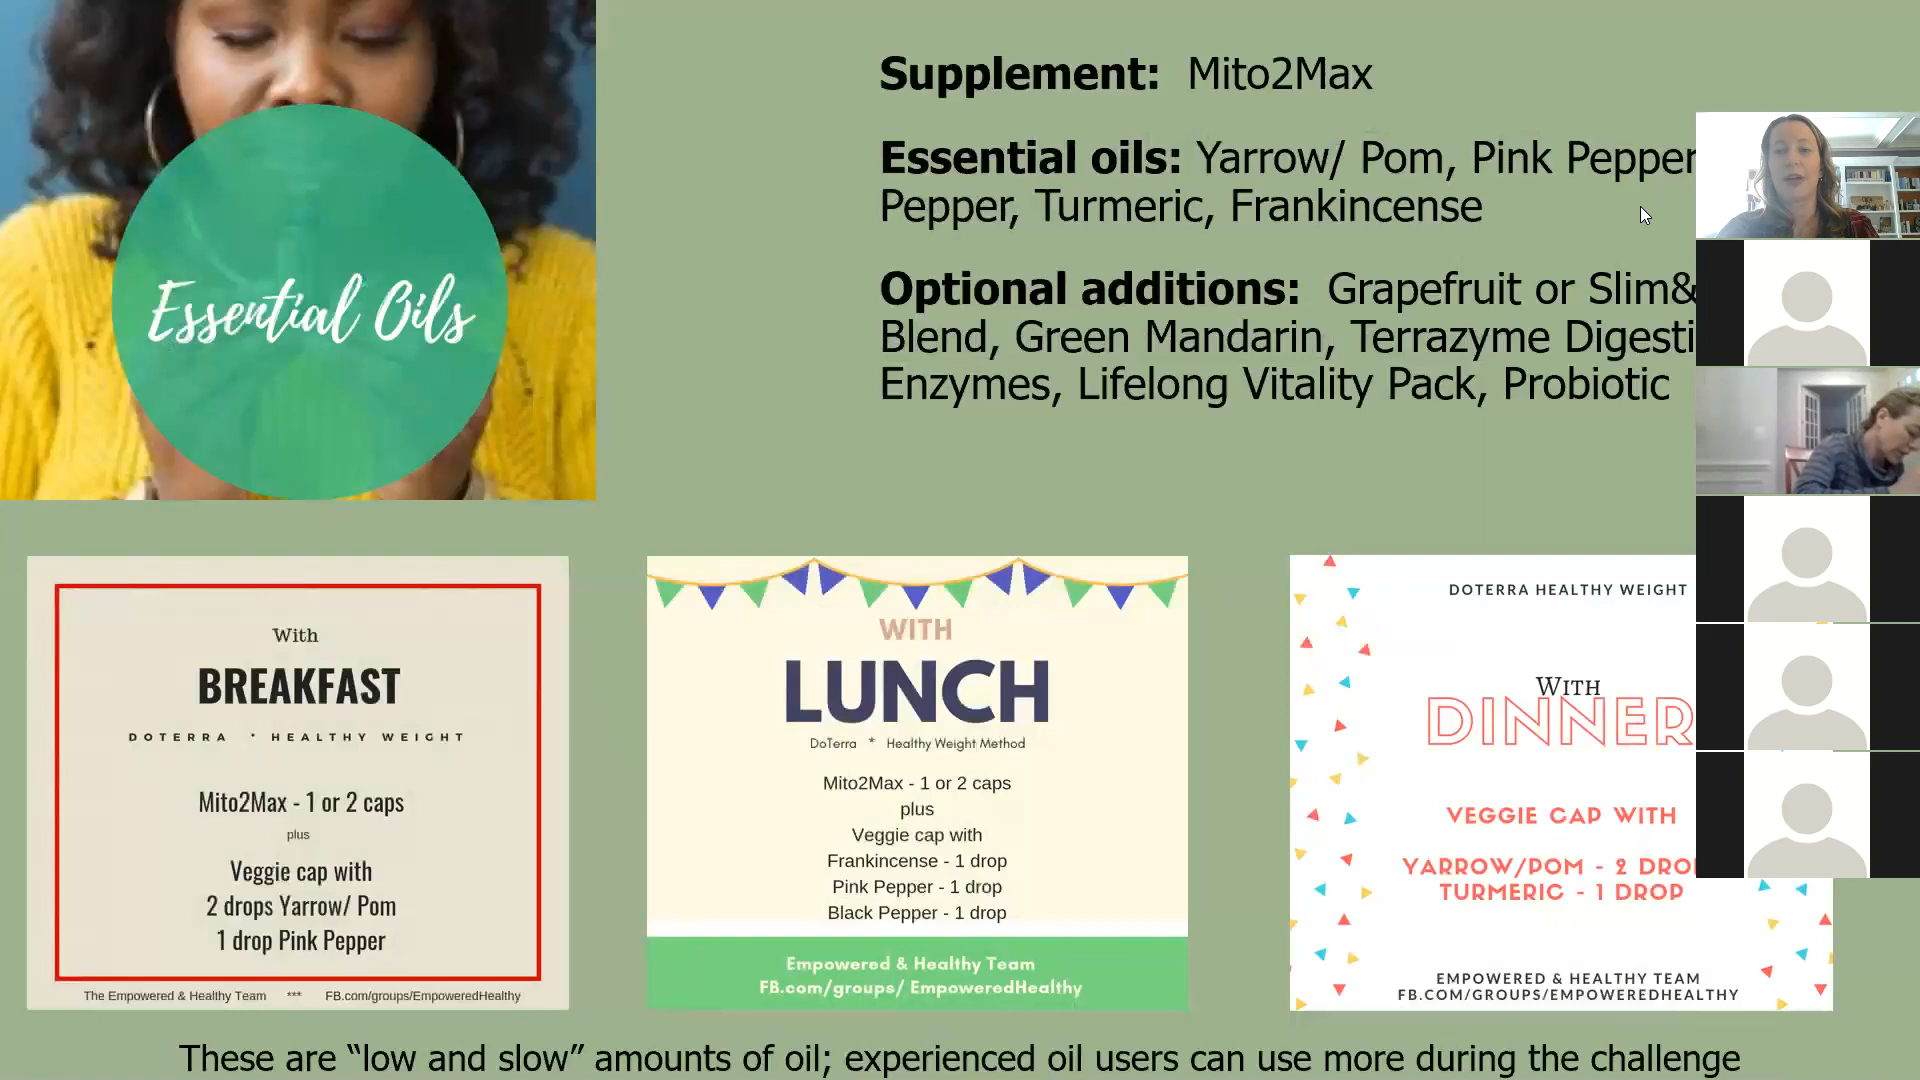 Supplement: Mito2Max
Essential oils: Yarrow/ Pom, Pink Pepper
Pepper, Turmeric, Frankincense
Optional additions: Grapefruit or Slim&
Blend, Green Mandarin, Terrazyme Digesti
Enzymes, Lifelong Vitality Pack, Probiotic
Essential Oils
With
BREAKFAST
DOTERRA * HEALTHY WEIGHT
Mito2Max - 1 or 2 caps
plus
Veggie cap with
2 drops Yarrow/ Pom
1 drop Pink Pepper
The Empowered & Healthy Team *** FB.com/groups/EmpoweredHealthy
WITH
LUNCH
DoTerra * Healthy Weight Method
Mito2Max - 1 or 2 caps
plus
Veggie cap with
Frankincense - 1 drop
Pink Pepper - 1 drop
Black Pepper - 1 drop
Empowered & Healthy Team
FB.com/groups/ EmpoweredHealthy
DOTERRA HEALTHY WEIGHT
WITH
DINNER
VEGGIE CAP WITH
YARROW/POM - 2 DRO
TURMERIC - 1 DROP
EMPOWERED & HEALTHY TEAM
FB.COM/GROUPS/EMPOWEREDHEALTHY
These are “low and slow” amounts of oil; experienced oil users can use more during the challenge